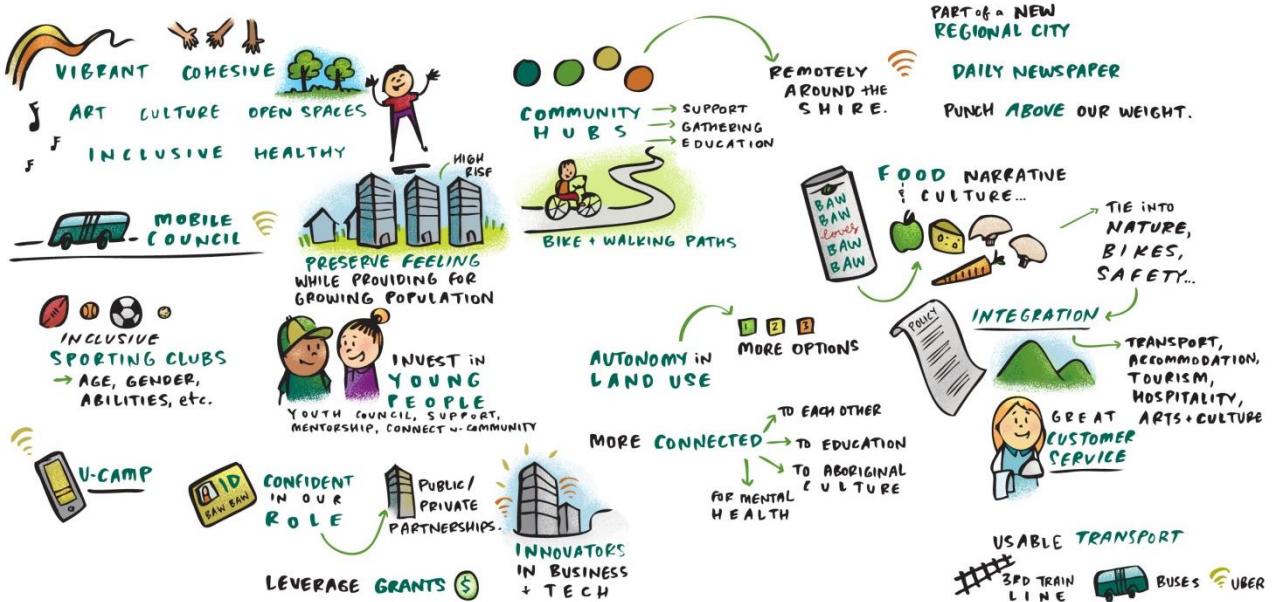 VIBRANT COHESIVE
ART CULTURE OPEN SPACES
INCLUSIVE HEALTHY
MOBILE
COUNCIL
HIGH
RISE
PRESERVE FEELING
WHILE PROVIDING FOR
GROWING POPULATION
COMMUNITY
HUBS
→ SUPPORT
→ GATHERING
→ EDUCATION
REMOTELY
AROUND THE
SHIRE.
BIKE + WALKING PATHS
PART of a NEW
REGIONAL CITY
DAILY NEWSPAPER
PUNCH ABOVE OUR WEIGHT.
BAW
BAW
loves
BAW
BAW
FOOD NARRATIVE
& CULTURE...
TIE INTO
NATURE,
BIKES,
SAFETY...
INCLUSIVE
SPORTING CLUBS
→ AGE, GENDER,
ABILITIES, etc.
INVEST in
YOUNG
PEOPLE
YOUTH COUNCIL, SUPPORT,
MENTORSHIP, CONNECT w-COMMUNITY
AUTONOMY in
LAND USE
1 2 3
MORE OPTIONS
POLICY
INTEGRATION
TRANSPORT,
ACCOMMODATION,
TOURISM,
HOSPITALITY,
ARTS + CULTURE
GREAT
CUSTOMER
SERVICE
MORE CONNECTED
TO EACH OTHER
→ TO EDUCATION
TO ABORIGINAL
CULTURE
FOR MENTAL
HEALTH
U-CAMP
ID
BAW BAW
CONFIDENT
IN OUR
ROLE
PUBLIC/
PRIVATE
PARTNERSHIPS.
LEVERAGE GRANTS $
INNOVATORS
IN BUSINESS
+ TECH
USABLE TRANSPORT
3RD TRAIN
LINE
BUSES
UBER